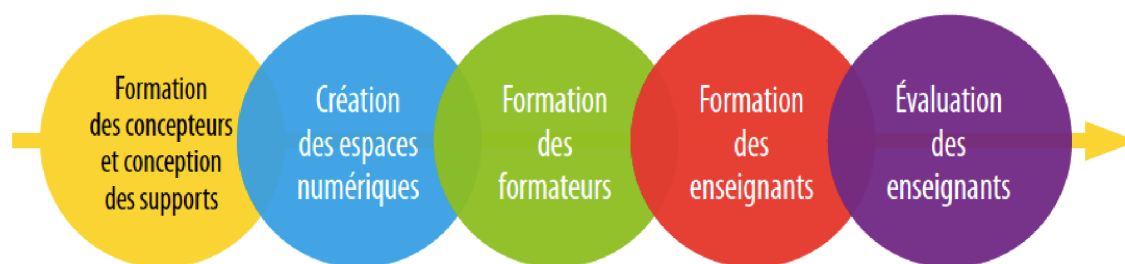 Formation
des concepteurs
et conception
des supports
Création
des espaces
numériques
Formation
des
formateurs
Formation
des
enseignants
Évaluation
des
enseignants